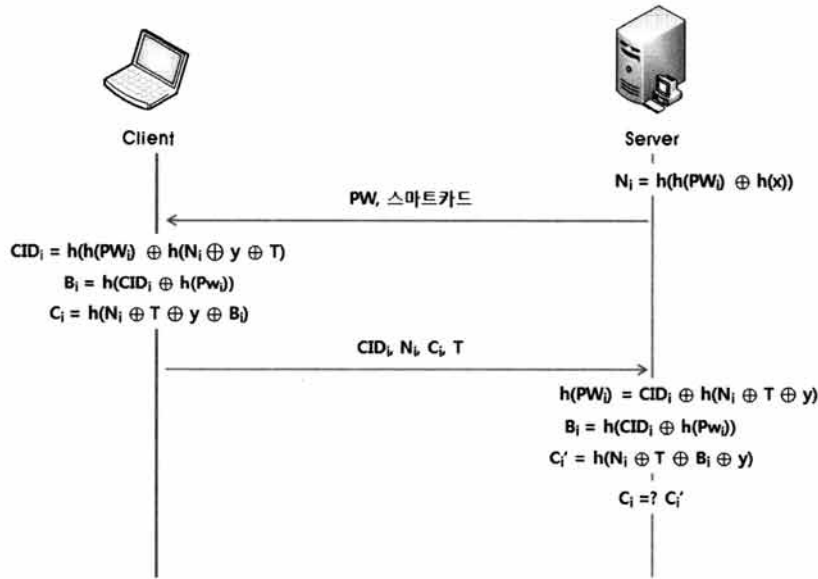 Client
Server
Nᵢ = h(h(PWᵢ) ⊕ h(x))
PW, 스마트카드
CIDᵢ = h(h(PWᵢ) ⊕ h(Nᵢ ⊕ y ⊕ T)
Bᵢ = h(CIDᵢ ⊕ h(Pwᵢ))
Cᵢ = h(Nᵢ ⊕ T ⊕ y ⊕ Bᵢ)
CIDᵢ, Nᵢ, Cᵢ, T
h(PWᵢ) = CIDᵢ ⊕ h(Nᵢ ⊕ T ⊕ y)
Bᵢ = h(CIDᵢ ⊕ h(Pwᵢ))
Cᵢ' = h(Nᵢ ⊕ T ⊕ Bᵢ ⊕ y)
Cᵢ =? Cᵢ'